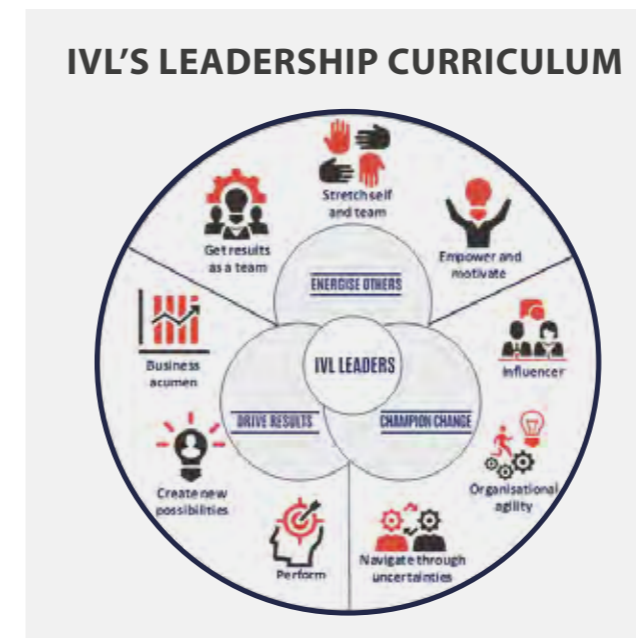 IVL'S LEADERSHIP CURRICULUM
Stretch self
and team
Get results
as a team
Empower and
motivate
ENERGISE OTHERS
Business
acumen
IVL LEADERS
Influencer
DRIVE RESULTS
CHAMPION CHANGE
Create new
possibilities
Organisational
agility
Perform
Navigate through
uncertainties